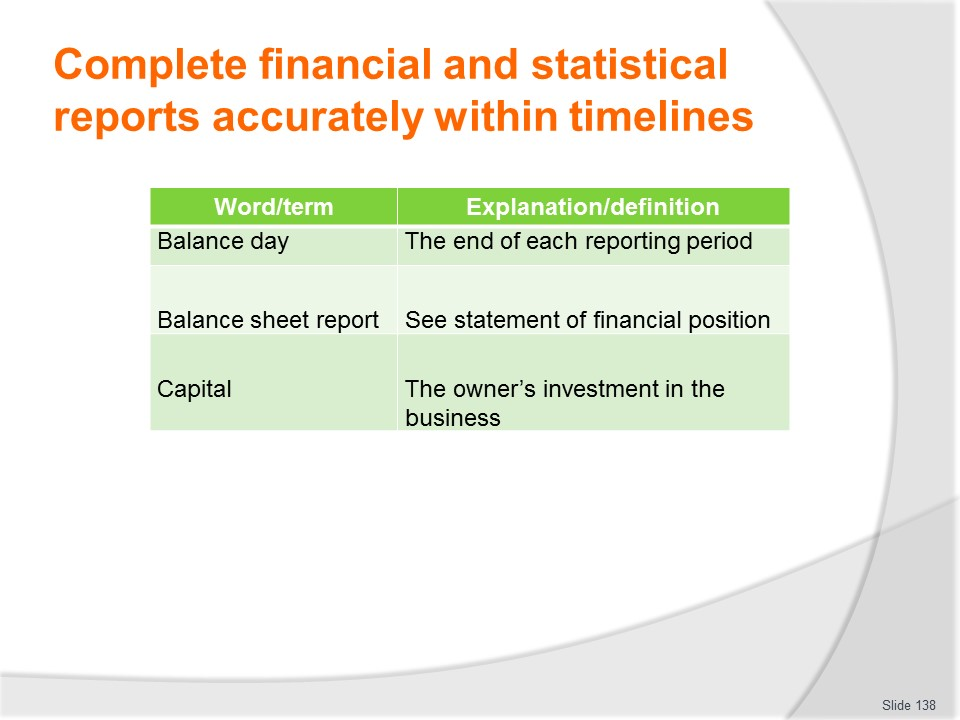 Complete financial and statistical
reports accurately within timelines
Word/term Explanation/definition
Balance day The end of each reporting period
Balance sheet report See statement of financial position
Capital The owner’s investment in the
business
Slide 138